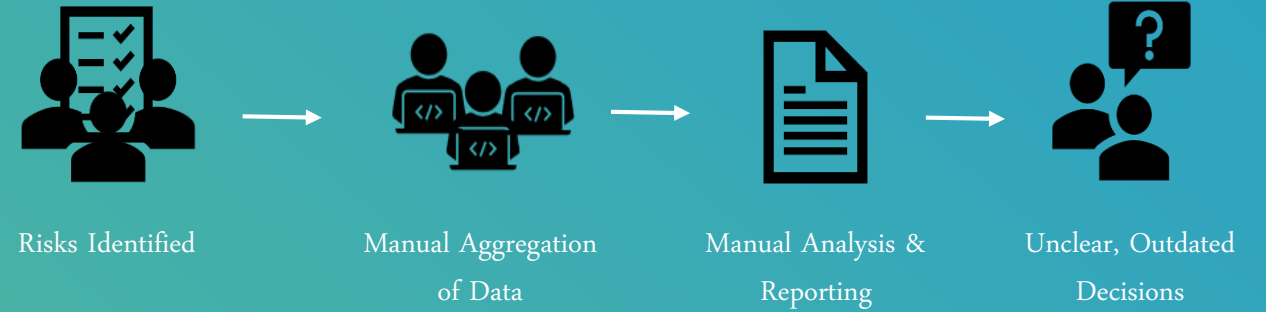 ?
</>
</>
</>
Risks Identified
Manual Aggregation
of Data
Manual Analysis &
Reporting
Unclear, Outdated
Decisions